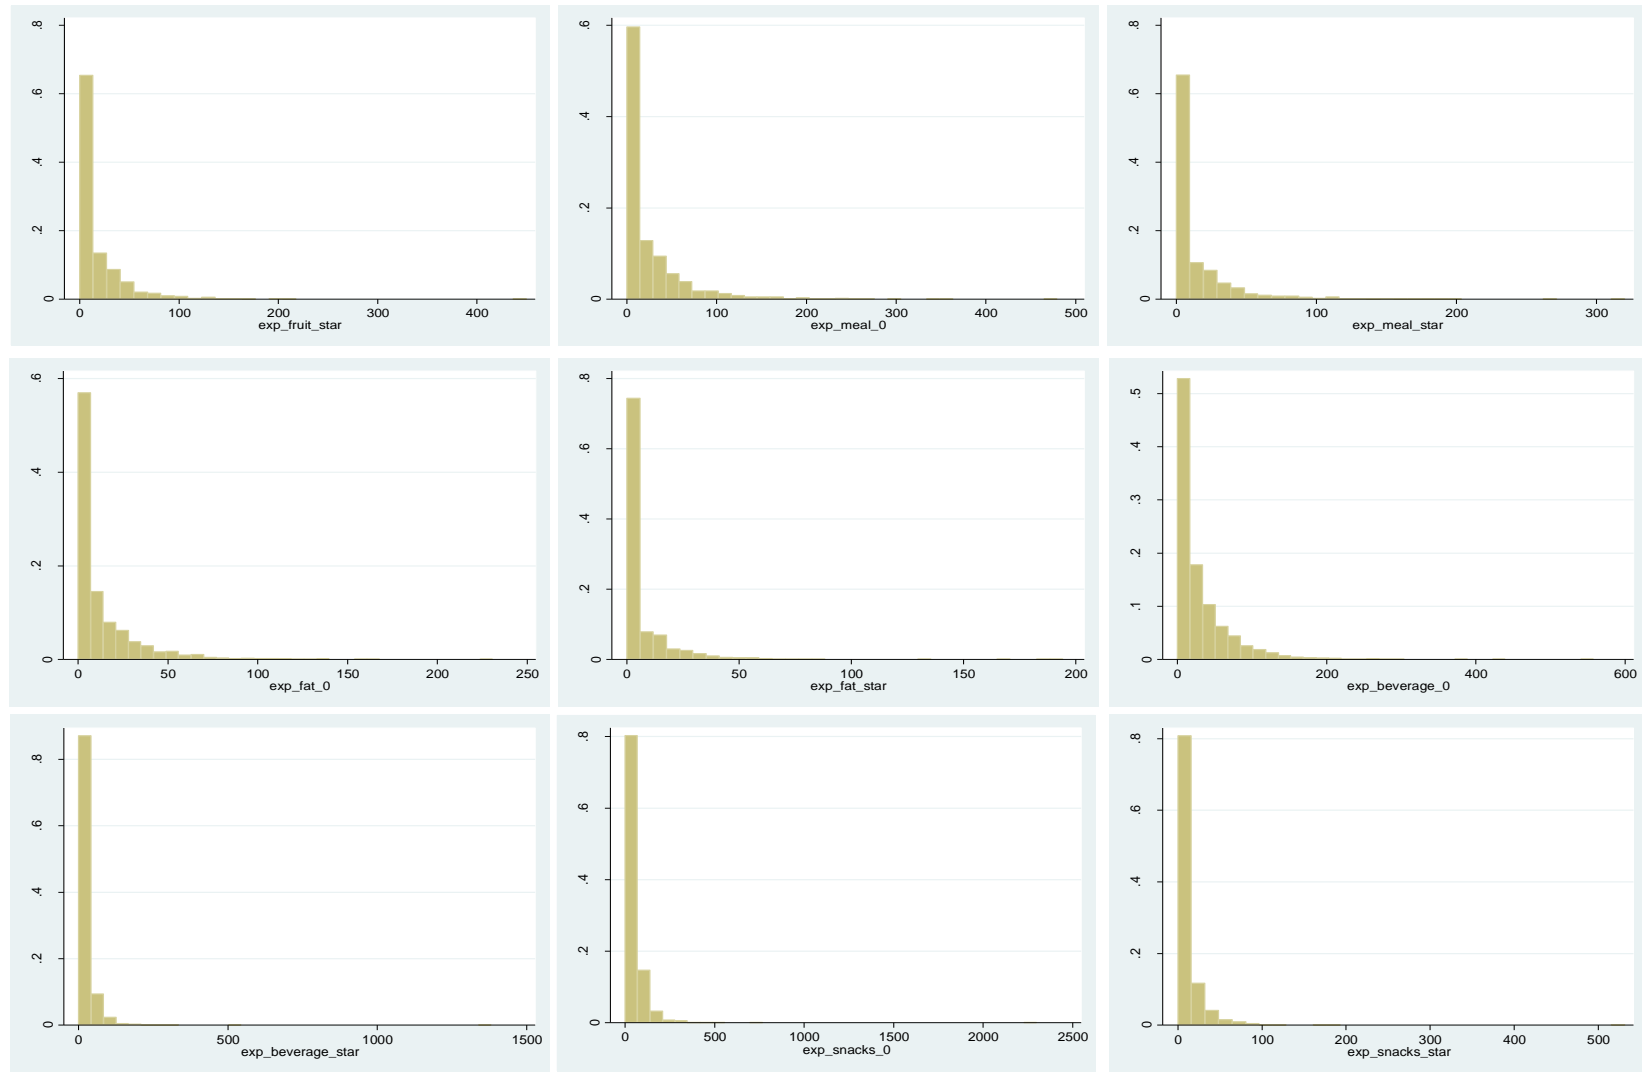 .8
.6
.4
.2
0
0 100 200 300 400
exp_fruit_star
.6
.4
.2
0
0 100 200 300 400 500
exp_meal_0
.8
.6
.4
.2
0
0 100 200 300
exp_meal_star
.6
.4
.2
0
0 50 100 150 200 250
exp_fat_0
.8
.6
.4
.2
0
0 50 100 150 200
exp_fat_star
.5
.4
.3
.2
.1
0
0 200 400 600
exp_beverage_0
.8
.6
.4
.2
0
0 500 1000 1500
exp_beverage_star
.8
.6
.4
.2
0
0 500 1000 1500 2000 2500
exp_snacks_0
.8
.6
.4
.2
0
0 100 200 300 400 500
exp_snacks_star